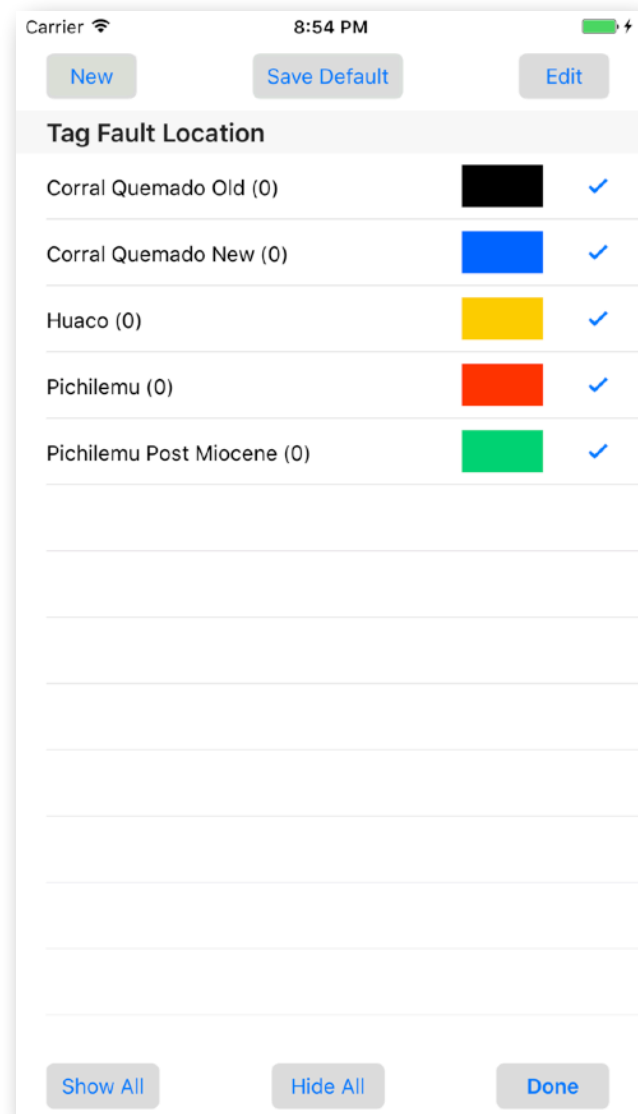 Carrier 8:54 PM
New Save Default Edit
Tag Fault Location
Corral Quemado Old (0)
Corral Quemado New (0)
Huaco (0)
Pichilemu (0)
Pichilemu Post Miocene (0)
Show All Hide All Done